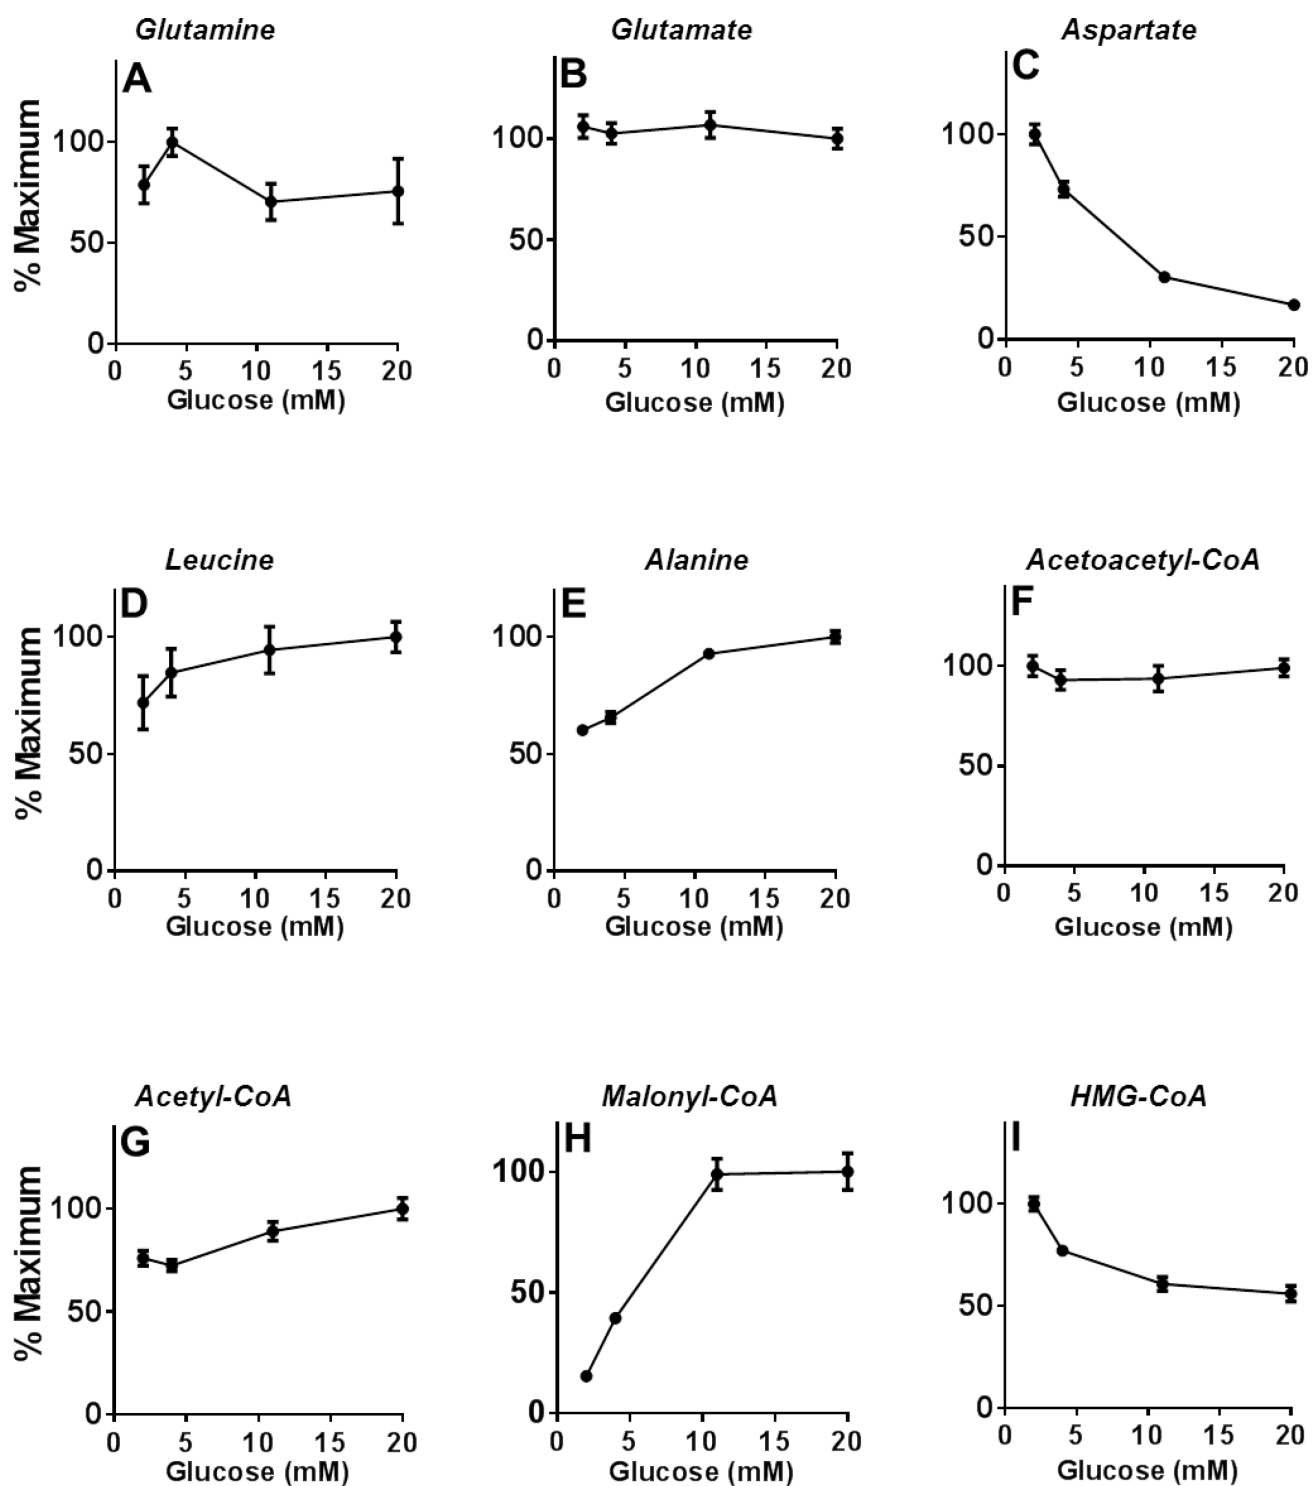 Glutamine Glutamate Aspartate
A B C
% Maximum
100 100 100
50 50 50
0 0 0
0 5 10 15 20 0 5 10 15 20 0 5 10 15 20
Glucose (mM) Glucose (mM) Glucose (mM)
Leucine Alanine Acetoacetyl-CoA
D E F
% Maximum
100 100 100
50 50 50
0 0 0
0 5 10 15 20 0 5 10 15 20 0 5 10 15 20
Glucose (mM) Glucose (mM) Glucose (mM)
Acetyl-CoA Malonyl-CoA HMG-CoA
G H I
% Maximum
100 100 100
50 50 50
0 0 0
0 5 10 15 20 0 5 10 15 20 0 5 10 15 20
Glucose (mM) Glucose (mM) Glucose (mM)